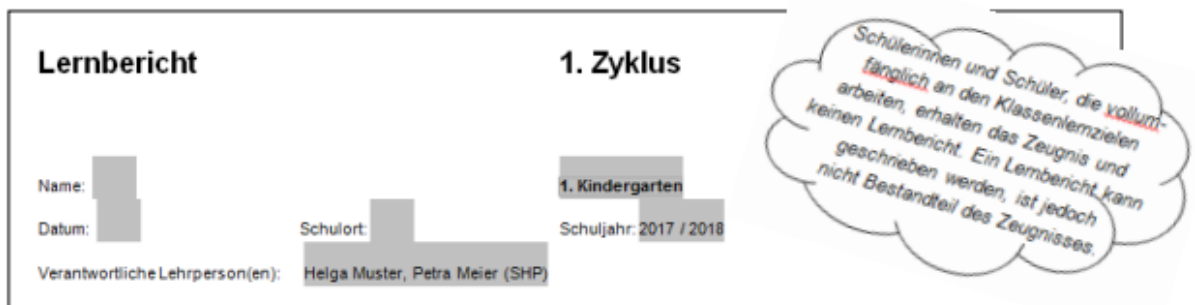 Lernbericht
1. Zyklus
Schülerinnen und Schüler, die vollum-
fänglich an den Klassenlernzielen
arbeiten, erhalten das Zeugnis und
keinen Lernbericht. Ein Lernbericht kann
geschrieben werden, ist jedoch
nicht Bestandteil des Zeugnisses.
Name:
1. Kindergarten
Datum:
Schulort:
Schuljahr: 2017 / 2018
Verantwortliche Lehrperson(en): Helga Muster, Petra Meier (SHP)